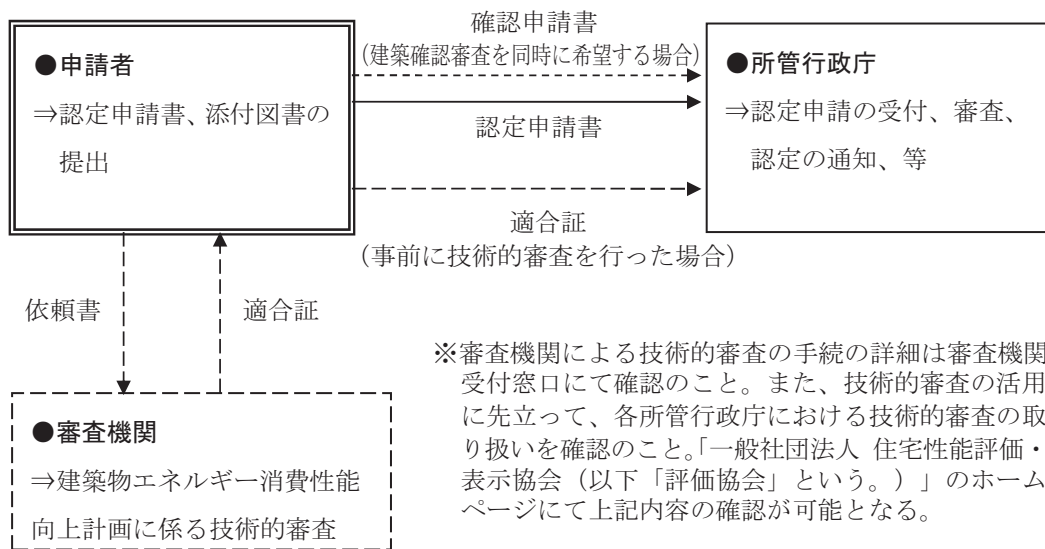 ●申請者
⇒認定申請書、添付図書の
提出
確認申請書
(建築確認審査を同時に希望する場合)
認定申請書
適合証
(事前に技術的審査を行った場合)
●所管行政庁
⇒認定申請の受付、審査、
認定の通知、等
依頼書
適合証
●審査機関
⇒建築物エネルギー消費性能
向上計画に係る技術的審査
※審査機関による技術的審査の手続の詳細は審査機関
受付窓口にて確認のこと。また、技術的審査の活用
に先立って、各所管行政庁における技術的審査の取
り扱いを確認のこと。「一般社団法人 住宅性能評価・
表示協会（以下「評価協会」という。）」のホーム
ページにて上記内容の確認が可能となる。